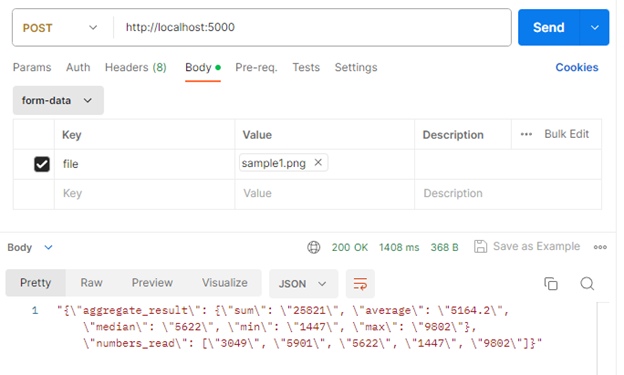 POST http://localhost:5000 Send
Params Auth Headers (8) Body Pre-req. Tests Settings Cookies
form-data
Key Value Description Bulk Edit
file sample1.png
Key Value Description
Body 200 OK 1408 ms 368 B Save as Example
Pretty Raw Preview Visualize JSON
1 "{\"aggregate_result\": {\"sum\": \"25821\", \"average\": \"5164.2\",
\"median\": \"5622\", \"min\": \"1447\", \"max\": \"9802\"},
\"numbers_read\": [\"3049\", \"5901\", \"5622\", \"1447\", \"9802\"]}"